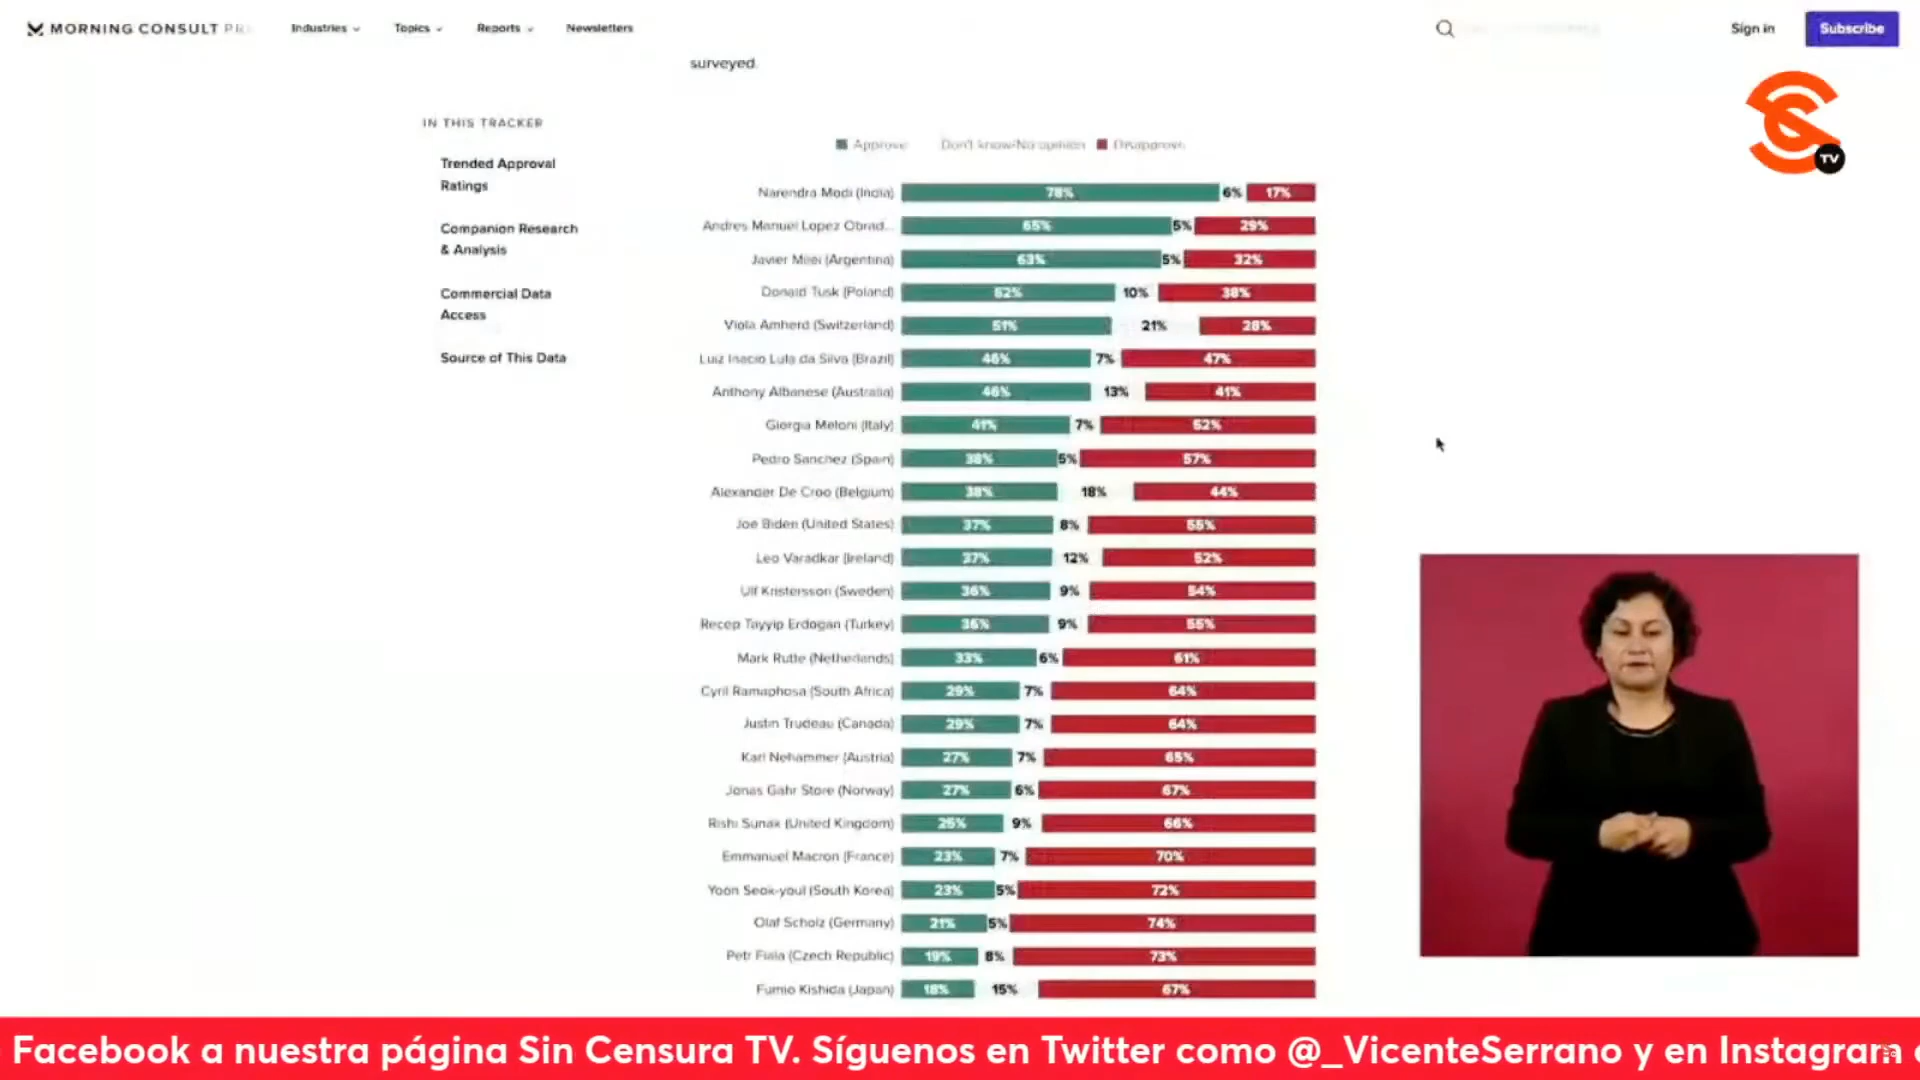 MORNING CONSULT PR
Industries
Topics
Reports
Newsletters
Sign in
Subscribe
surveyed.
TV
IN THIS TRACKER
Trended Approval
Ratings
Companion Research
& Analysis
Commercial Data
Access
Source of This Data
Approve Don't know/No opinion Disapprove
Narendra Modi (India) 78% 6% 17%
Andres Manuel Lopez Obrad... 65% 5% 29%
Javier Milei (Argentina) 63% 5% 32%
Donald Tusk (Poland) 52% 10% 38%
Viola Amherd (Switzerland) 51% 21% 28%
Luiz Inacio Lula da Silva (Brazil) 46% 7% 47%
Anthony Albanese (Australia) 46% 13% 41%
Giorgia Meloni (Italy) 41% 7% 52%
Pedro Sanchez (Spain) 38% 5% 57%
Alexander De Croo (Belgium) 38% 18% 44%
Joe Biden (United States) 37% 8% 55%
Leo Varadkar (Ireland) 37% 12% 52%
Ulf Kristersson (Sweden) 36% 9% 54%
Recep Tayyip Erdogan (Turkey) 36% 9% 55%
Mark Rutte (Netherlands) 33% 6% 61%
Cyril Ramaphosa (South Africa) 29% 7% 64%
Justin Trudeau (Canada) 29% 7% 64%
Karl Nehammer (Austria) 27% 7% 65%
Jonas Gahr Store (Norway) 27% 6% 67%
Rishi Sunak (United Kingdom) 25% 9% 66%
Emmanuel Macron (France) 23% 7% 70%
Yoon Seok-youl (South Korea) 23% 5% 72%
Olaf Scholz (Germany) 21% 5% 74%
Petr Fiala (Czech Republic) 19% 8% 73%
Fumio Kishida (Japan) 18% 15% 67%
Facebook a nuestra página Sin Censura TV. Síguenos en Twitter como @_VicenteSerrano y en Instagram